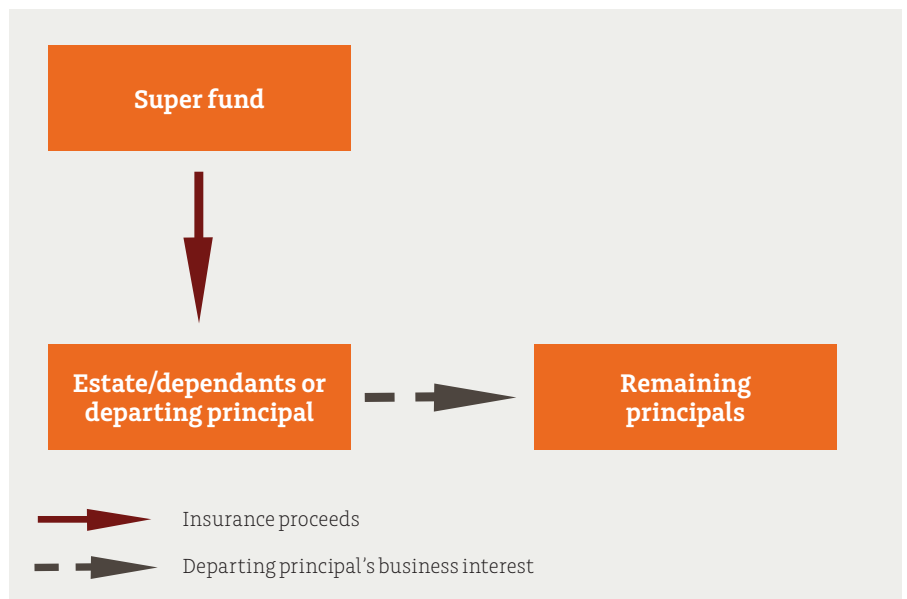 Super fund
Estate/dependants or
departing principal
Remaining
principals
Insurance proceeds
Departing principal’s business interest